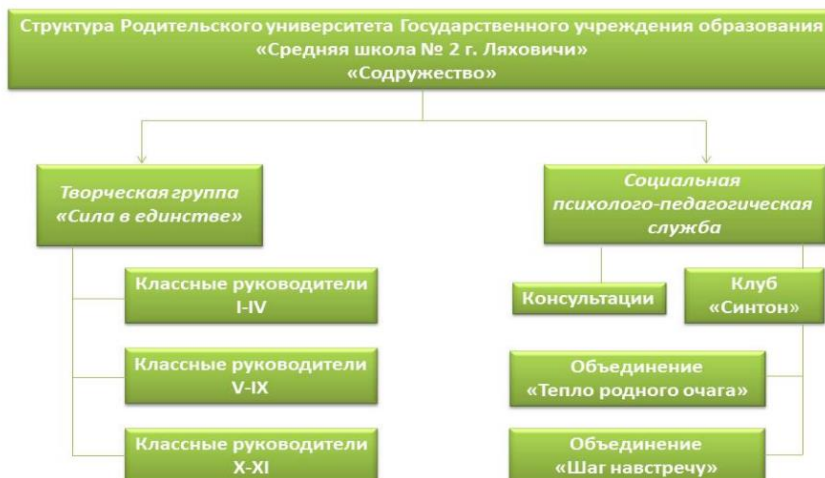 Структура Родительского университета Государственного учреждения образования
«Средняя школа № 2 г. Ляховичи»
«Содружество»
Творческая группа
«Сила в единстве»
Социальная
психолого-педагогическая
служба
Классные руководители
I-IV
Консультации
Клуб
«Синтон»
Классные руководители
V-IX
Объединение
«Тепло родного очага»
Классные руководители
X-XI
Объединение
«Шаг навстречу»